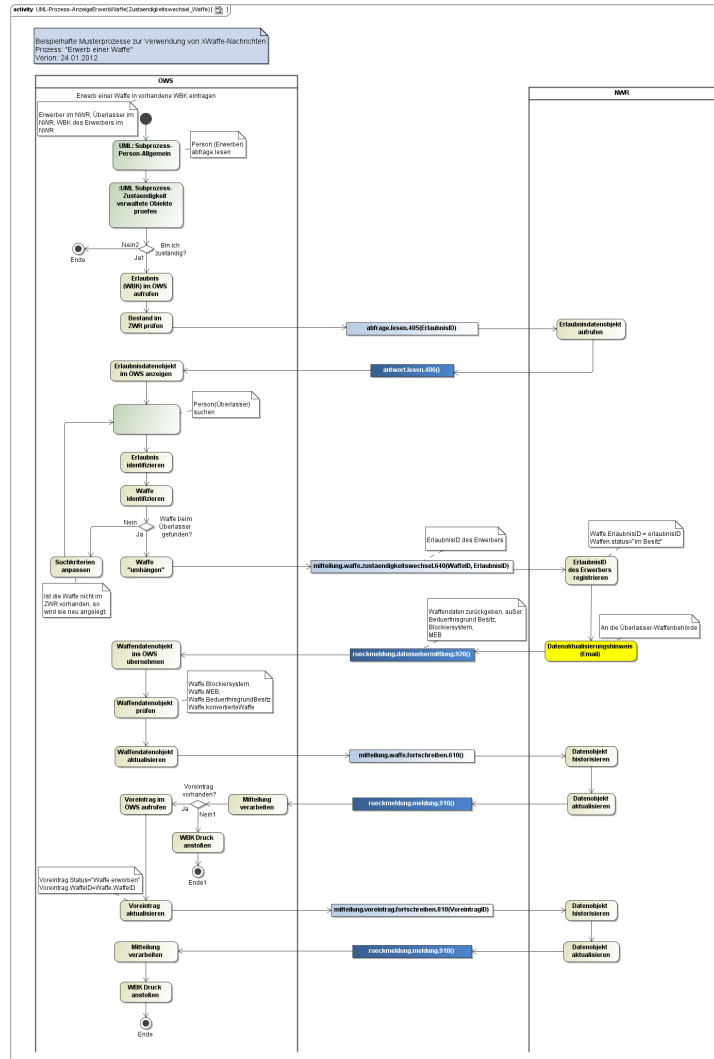 activity UML-Prozess-AnzeigeErwerbWaffe(Zustaendigkeitswechsel_Waffe) [ ]
Beispielhafte Musterprozesse zur Verwendung von XWaffe-Nachrichten
Prozess: "Erwerb einer Waffe"
Verion: 24.01.2012
ÖWS
NWR
Erwerb einer Waffe in vorhandene WBK eintragen
Erwerber im NWR, Überlasser im
NWR, WBK des Erwerbers im
NWR
UML: Subprozess-
Person-Allgemein
Person (Erwerber)
abfrage.lesen
:UML Subprozess-
Zustaendigkeit
verwaltete Objekte
pruefen
Nein2
Bin ich
zuständig?
Ende
Ja1
Erlaubnis
(WBK) im ÖWS
aufrufen
Bestand im
ZWR prüfen
abfrage.lesen.405(ErlaubnisID)
Erlaubnisdatenobjekt
aufrufen
Erlaubnisdatenobjekt
im ÖWS anzeigen
antwort.lesen.406()
Person(Überlasser)
suchen
Erlaubnis
identifizieren
Waffe
identifizieren
Nein
Waffe beim
Überlasser
gefunden?
Ja
ErlaubnisID des Erwerbers
Waffe.ErlaubnisID = erlaubnisID
Waffen.status="im Besitz"
Suchkriterien
anpassen
Waffe
"umhängen"
mitteilung.waffe.zustaendigkeitswechsel.640(WaffeID, ErlaubnisID)
ErlaubnisID
des Erwerbers
registrieren
Ist die Waffe nicht im
ZWR vorhanden, so
wird sie neu angelegt.
Waffendaten zurückgeben, außer:
Beduerfnisgrund Besitz,
Blockiersystem,
MEB
An die Überlasser-Waffenbehörde
Waffendatenobjekt
ins ÖWS
übernehmen
rueckmeldung.datenuebermittlung.920()
Datenaktualisierungshinweis
(Email)
Waffe.Blockiersystem,
Waffe.MEB,
Waffe.BeduerfnisgrundBesitz
Waffe.konvertierteWaffe
Waffendatenobjekt
prüfen
Waffendatenobjekt
aktualisieren
mitteilung.waffe.fortschreiben.610()
Datenobjekt
historisieren
Voreintrag
vorhanden?
Voreintrag im
ÖWS aufrufen
Ja
Nein1
Mitteilung
verarbeiten
rueckmeldung.meldung.910()
Datenobjekt
aktualisieren
WBK Druck
anstoßen
Ende1
Voreintrag.Status="Waffe erworben"
Voreintrag.WaffeID=Waffe.WaffeID
Voreintrag
aktualisieren
mitteilung.voreintrag.fortschreiben.810(VoreintragID)
Datenobjekt
historisieren
Mitteilung
verarbeiten
rueckmeldung.meldung.910()
Datenobjekt
aktualisieren
WBK Druck
anstoßen
Ende